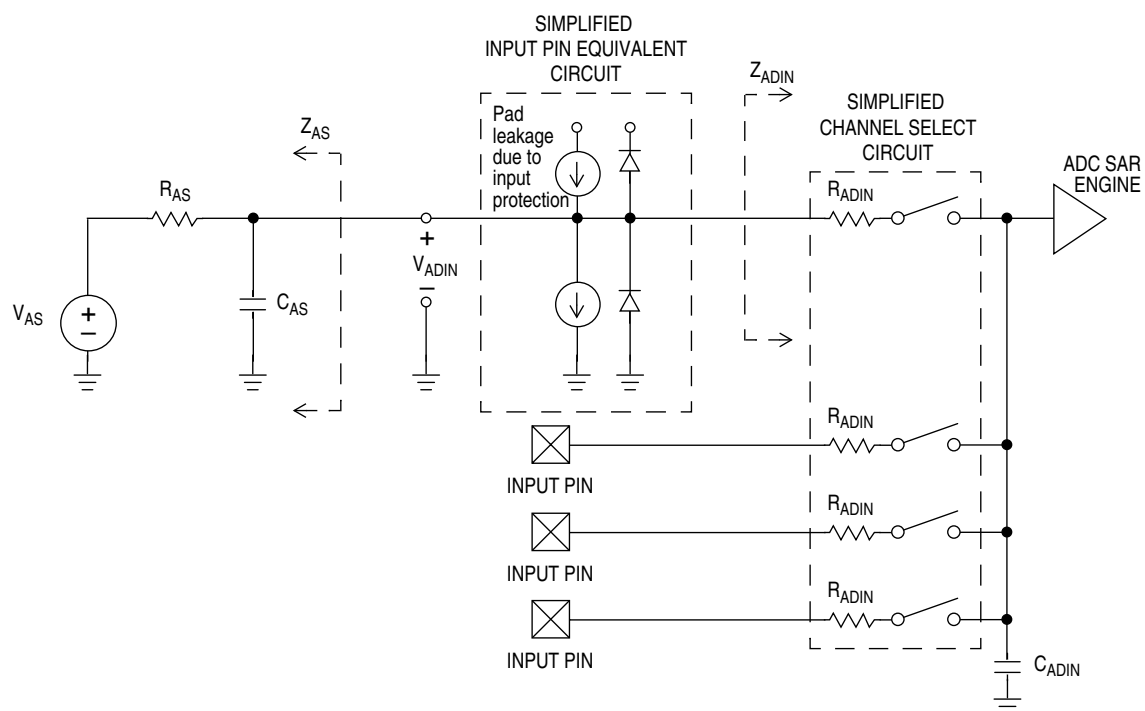 SIMPLIFIED
INPUT PIN EQUIVALENT
CIRCUIT
Z_ADIN
SIMPLIFIED
CHANNEL SELECT
CIRCUIT
Pad
leakage
due to
input
protection
Z_AS
R_AS
R_ADIN
ADC SAR
ENGINE
+
V_ADIN
−
V_AS
+
−
C_AS
R_ADIN
INPUT PIN
R_ADIN
INPUT PIN
R_ADIN
INPUT PIN
C_ADIN